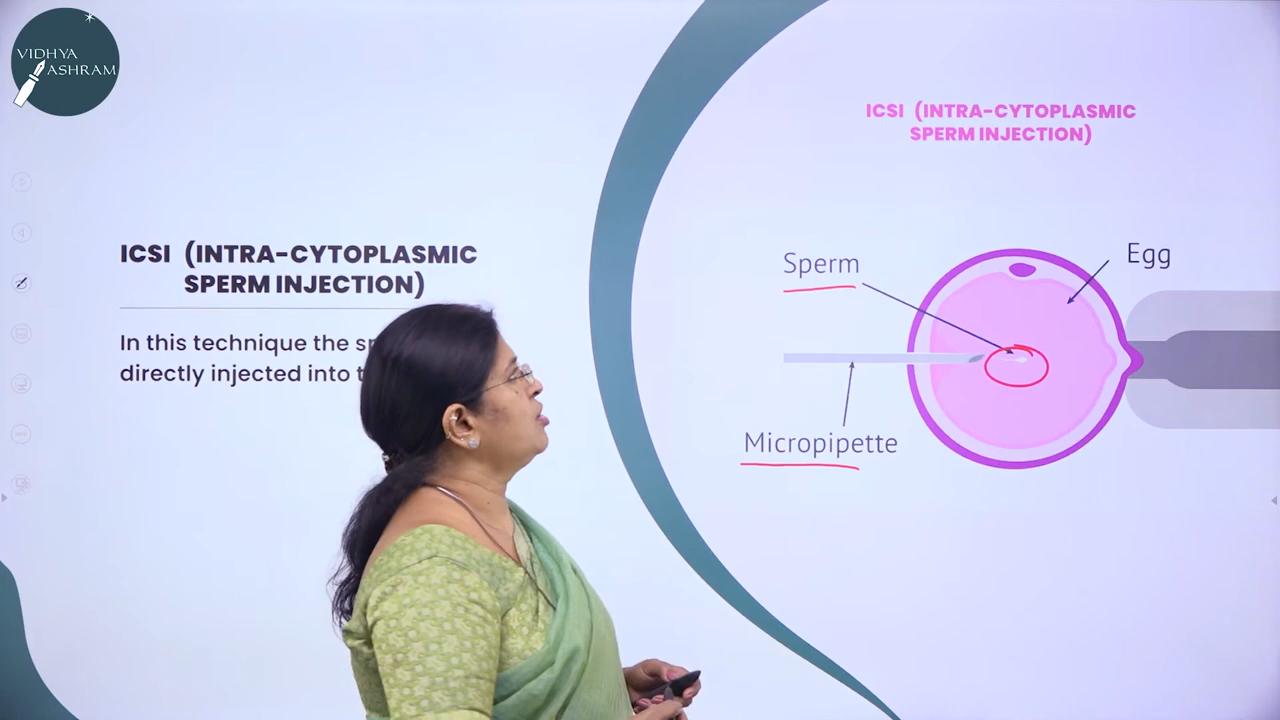 VIDHYA
ASHRAM
ICSI (INTRA-CYTOPLASMIC
SPERM INJECTION)
In this technique the
directly injected into
ICSI (INTRA-CYTOPLASMIC
SPERM INJECTION)
Sperm
Egg
Micropipette